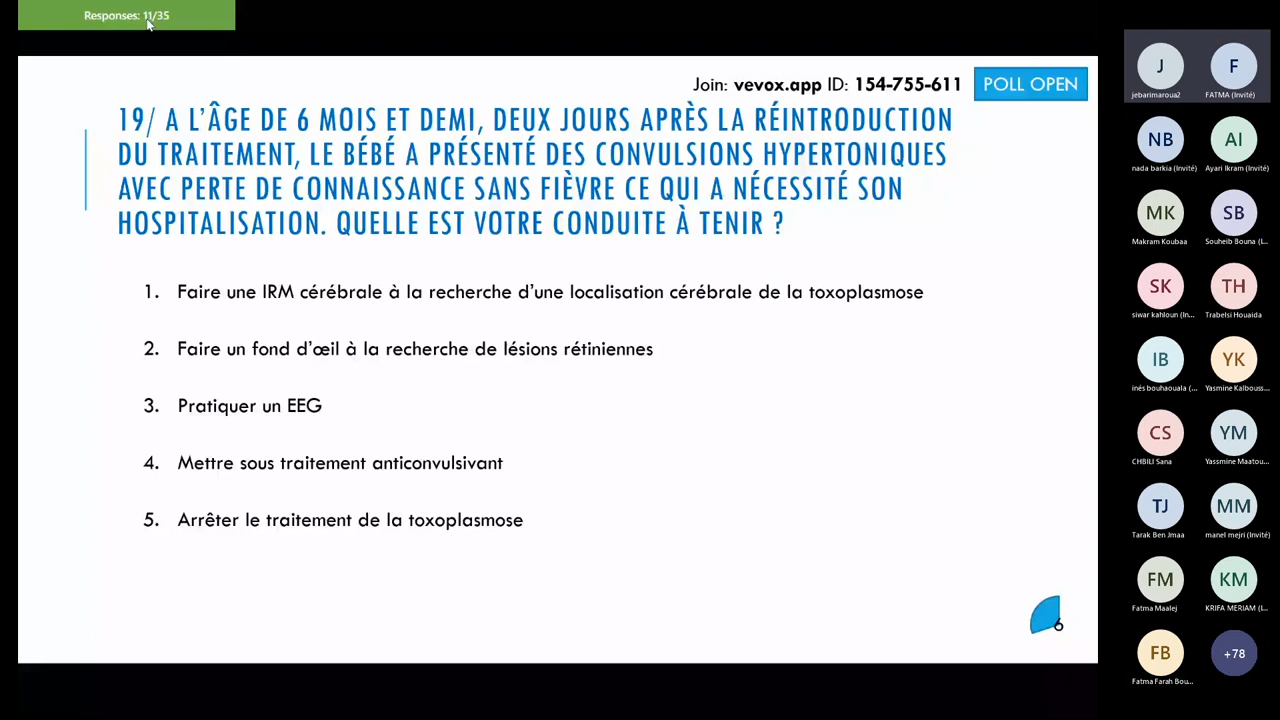 Responses: 11/35
Join: vevox.app ID: 154-755-611
POLL OPEN
19/ A L'ÂGE DE 6 MOIS ET DEMI, DEUX JOURS APRÈS LA RÉINTRODUCTION
DU TRAITEMENT, LE BÉBÉ A PRÉSENTÉ DES CONVULSIONS HYPERTONIQUES
AVEC PERTE DE CONNAISSANCE SANS FIÈVRE CE QUI A NÉCESSITÉ SON
HOSPITALISATION. QUELLE EST VOTRE CONDUITE À TENIR ?
1. Faire une IRM cérébrale à la recherche d'une localisation cérébrale de la toxoplasmose
2. Faire un fond d'œil à la recherche de lésions rétiniennes
3. Pratiquer un EEG
4. Mettre sous traitement anticonvulsivant
5. Arrêter le traitement de la toxoplasmose
6
J F
jebarimaroua2 FATMA (Invité)
NB AI
nada barkia (Invité) Ayari Ikram (Invité)
MK SB
Makram Koubaa Souheib Bouna (I...
SK TH
siwar kahloun (In... Trabelsi Houaida
IB YK
inés bouhaouala (... Yasmine Kalbouss...
CS YM
CHBILI Sana Yassmine Maatou...
TJ MM
Tarak Ben Jmaa manel mejri (Invité)
FM KM
Fatma Maalej KRIFA MERIAM (I...
FB +78
Fatma Farah Bou...